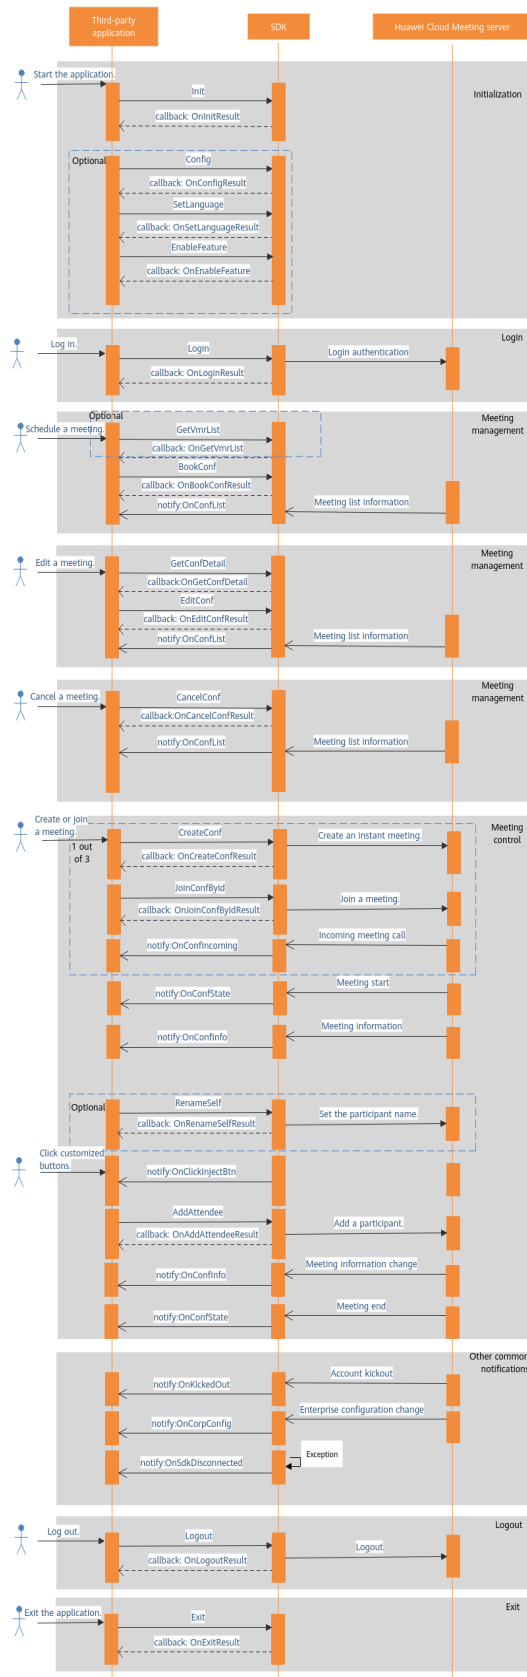 Third-party
application
SDK
Huawei Cloud Meeting server
Start the application.
Initialization
Init
callback: OnInitResult
Optional
Config
callback: OnConfigResult
SetLanguage
callback: OnSetLanguageResult
EnableFeature
callback: OnEnableFeature
Login
Log in.
Login
Login authentication
callback: OnLoginResult
Optional
Meeting
management
Schedule a meeting.
GetVmrList
callback: OnGetVmrList
BookConf
callback: OnBookConfResult
notify:OnConfList
Meeting list information
Meeting
management
Edit a meeting.
GetConfDetail
callback:OnGetConfDetail
EditConf
callback: OnEditConfResult
notify:OnConfList
Meeting list information
Meeting
management
Cancel a meeting.
CancelConf
callback:OnCancelConfResult
notify:OnConfList
Meeting list information
Create or join
a meeting.
Meeting
control
1 out
of 3
CreateConf
Create an instant meeting.
callback: OnCreateConfResult
JoinConfById
Join a meeting.
callback: OnJoinConfByIdResult
Incoming meeting call
notify:OnConfIncoming
Meeting start
notify:OnConfState
Meeting information
notify:OnConfInfo
Optional
RenameSelf
Set the participant name.
callback: OnRenameSelfResult
Click customized
buttons.
notify:OnClickInjectBtn
AddAttendee
Add a participant.
callback: OnAddAttendeeResult
Meeting information change
notify:OnConfInfo
Meeting end
notify:OnConfState
Other common
notifications
Account kickout
notify:OnKickedOut
Enterprise configuration change
notify:OnCorpConfig
Exception
notify:OnSdkDisconnected
Logout
Log out.
Logout
Logout
callback: OnLogoutResult
Exit
Exit the application.
Exit
callback: OnExitResult